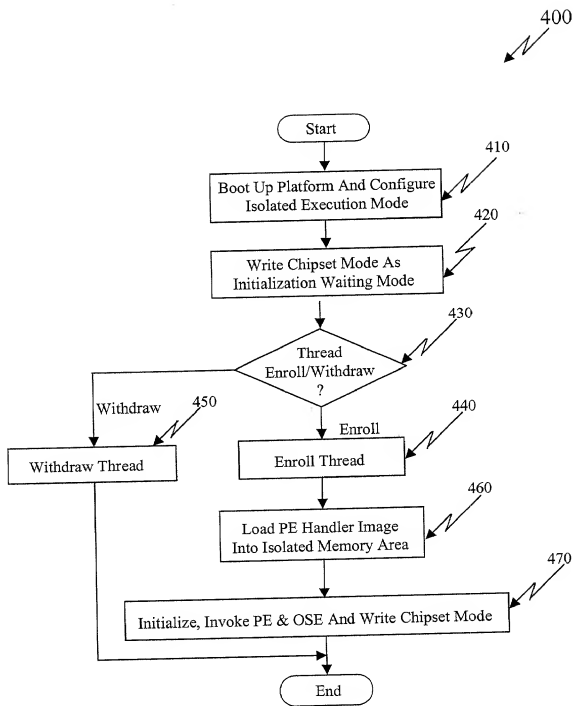 400
Start
410
Boot Up Platform And Configure
Isolated Execution Mode
420
Write Chipset Mode As
Initialization Waiting Mode
430
Thread
Enroll/Withdraw
?
Withdraw
450
Enroll
440
Withdraw Thread
Enroll Thread
460
Load PE Handler Image
Into Isolated Memory Area
470
Initialize, Invoke PE & OSE And Write Chipset Mode
End